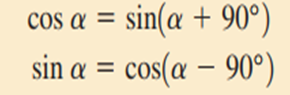 cos α = sin(α + 90°)
sin α = cos(α − 90°)